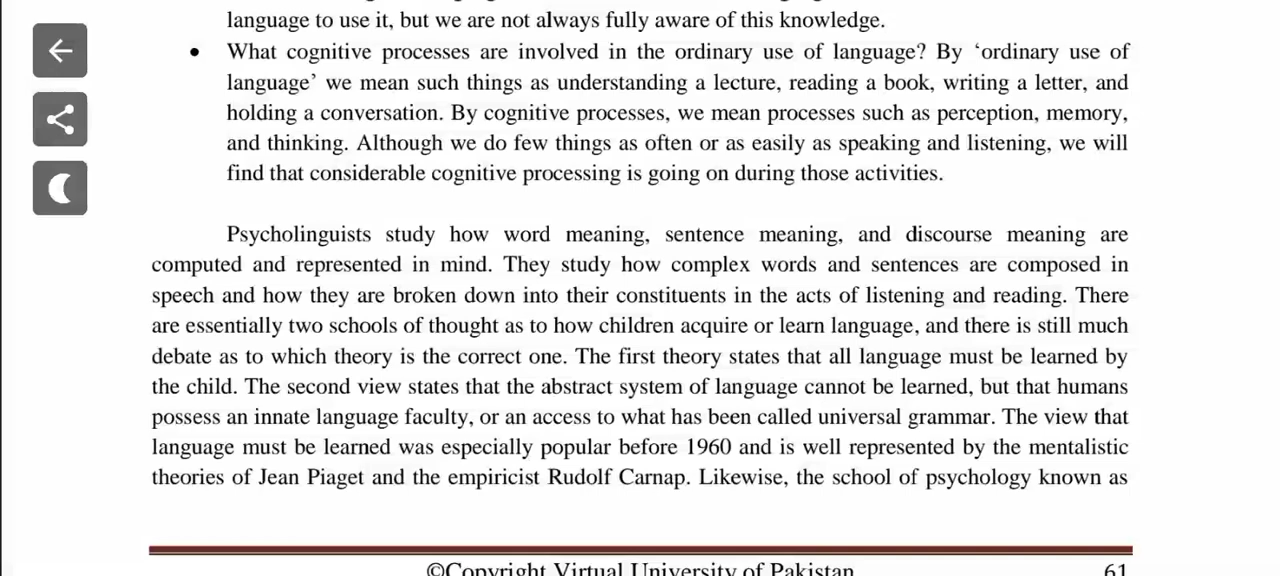 language to use it, but we are not always fully aware of this knowledge.
• What cognitive processes are involved in the ordinary use of language? By ‘ordinary use of
language’ we mean such things as understanding a lecture, reading a book, writing a letter, and
holding a conversation. By cognitive processes, we mean processes such as perception, memory,
and thinking. Although we do few things as often or as easily as speaking and listening, we will
find that considerable cognitive processing is going on during those activities.
Psycholinguists study how word meaning, sentence meaning, and discourse meaning are
computed and represented in mind. They study how complex words and sentences are composed in
speech and how they are broken down into their constituents in the acts of listening and reading. There
are essentially two schools of thought as to how children acquire or learn language, and there is still much
debate as to which theory is the correct one. The first theory states that all language must be learned by
the child. The second view states that the abstract system of language cannot be learned, but that humans
possess an innate language faculty, or an access to what has been called universal grammar. The view that
language must be learned was especially popular before 1960 and is well represented by the mentalistic
theories of Jean Piaget and the empiricist Rudolf Carnap. Likewise, the school of psychology known as
©Copyright Virtual University of Pakistan 61